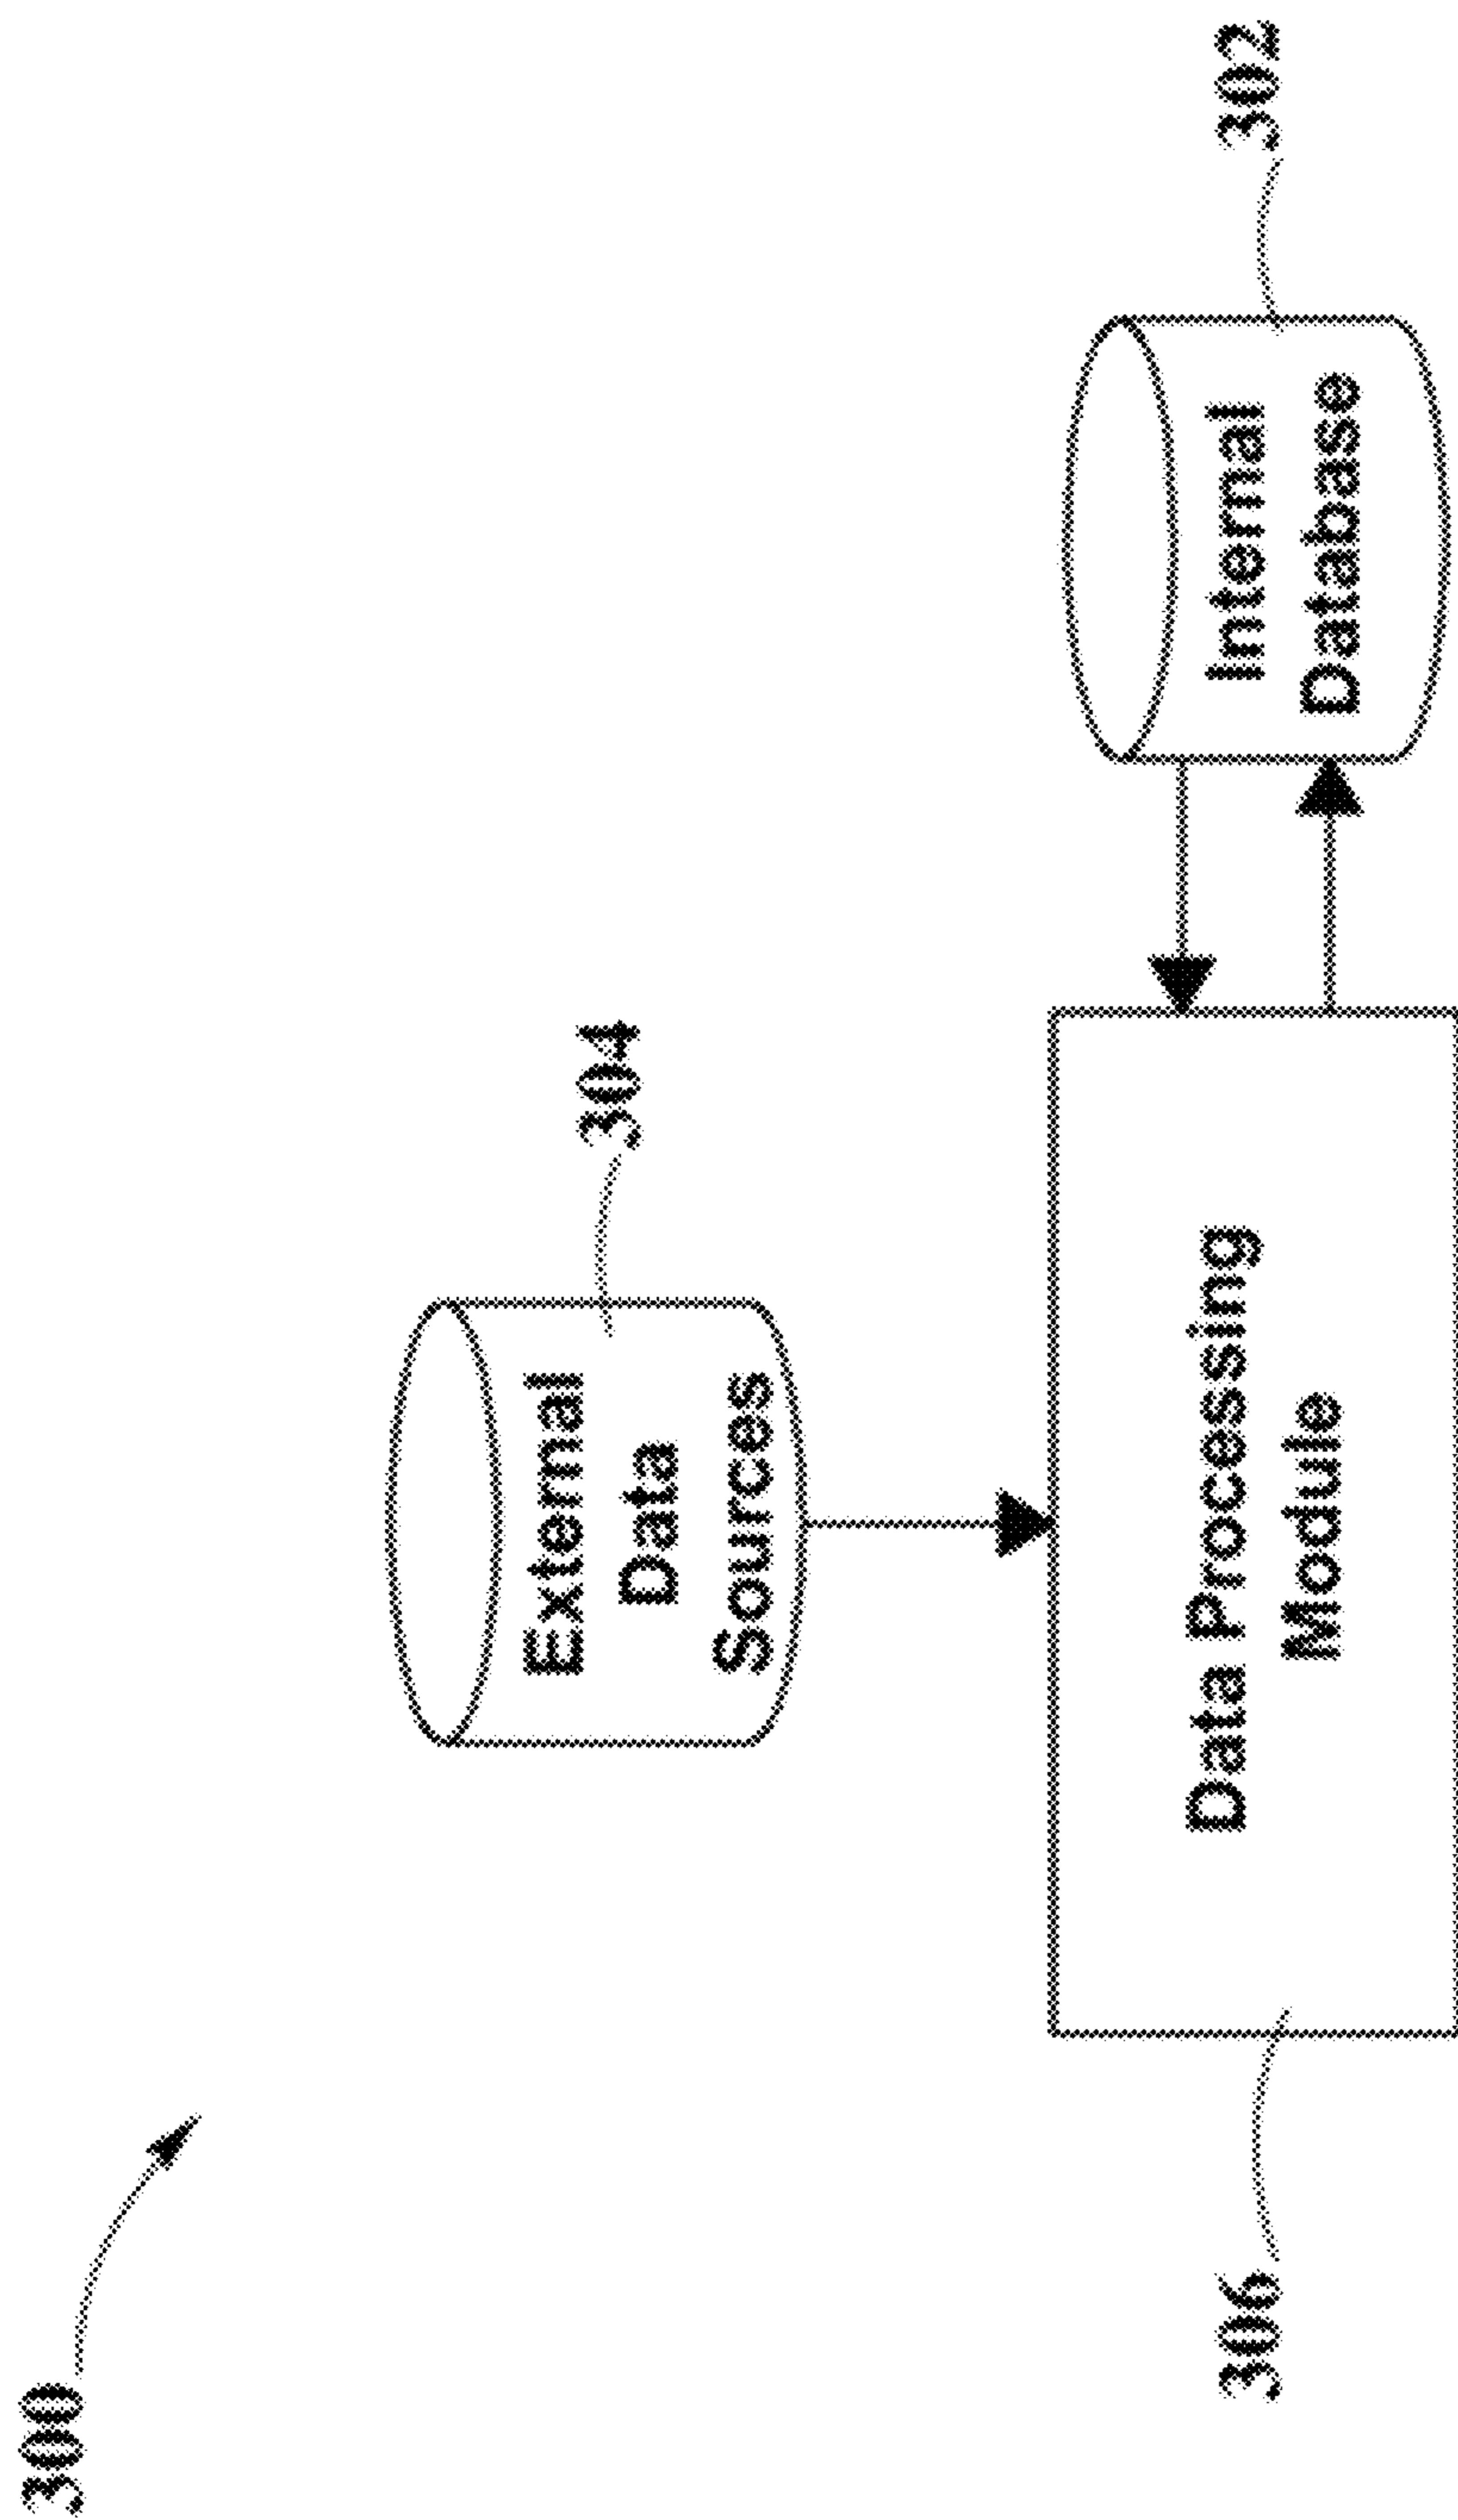 300
304
External
Data
Sources
302
Internal
Database
306
Data Processing
Module